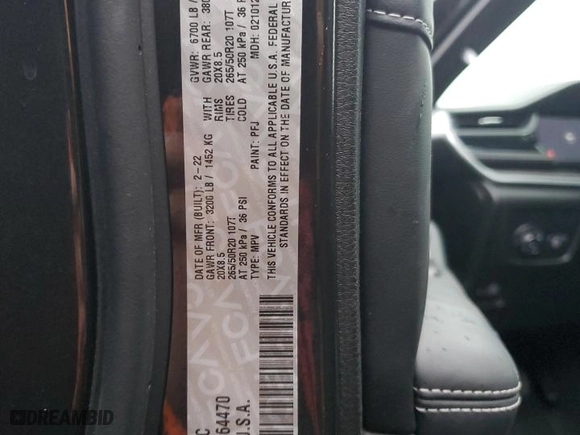 DATE OF MFR (BUILT): 2-22
GVWR: 6700 LB /
GAWR FRONT: 3200 LB / 1452 KG
WITH
GAWR REAR: 380
20X8.5
RIMS
20X8.5
265/50R20 107T
TIRES
265/50R20 107T
AT 250 kPa / 36 PSI
COLD
AT 250 kPa / 36 P
TYPE: MPV
PAINT: PFJ
MDH: 021012
THIS VEHICLE CONFORMS TO ALL APPLICABLE U.S.A. FEDERAL
STANDARDS IN EFFECT ON THE DATE OF MANUFACTUR
C
64470
U.S.A.
DREAMBID